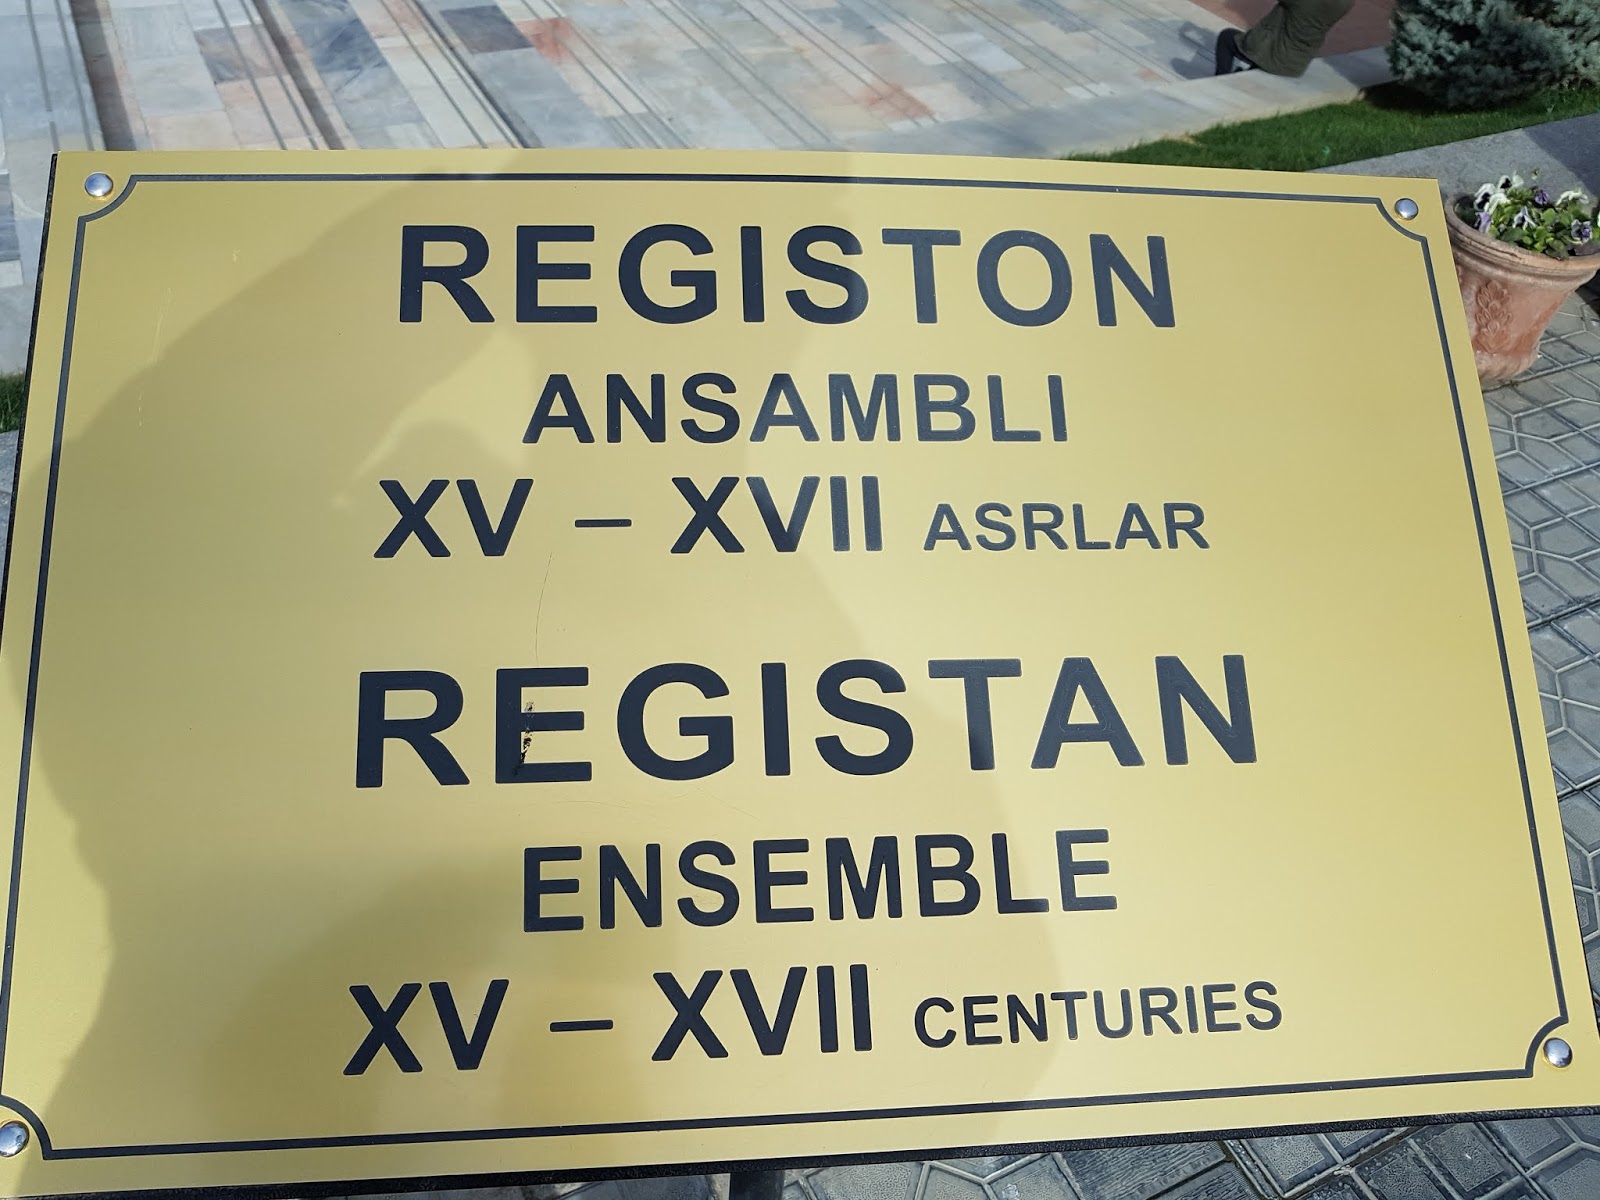 REGISTON
ANSAMBLI
XV – XVII ASRLAR
REGISTAN
ENSEMBLE
XV – XVII CENTURIES